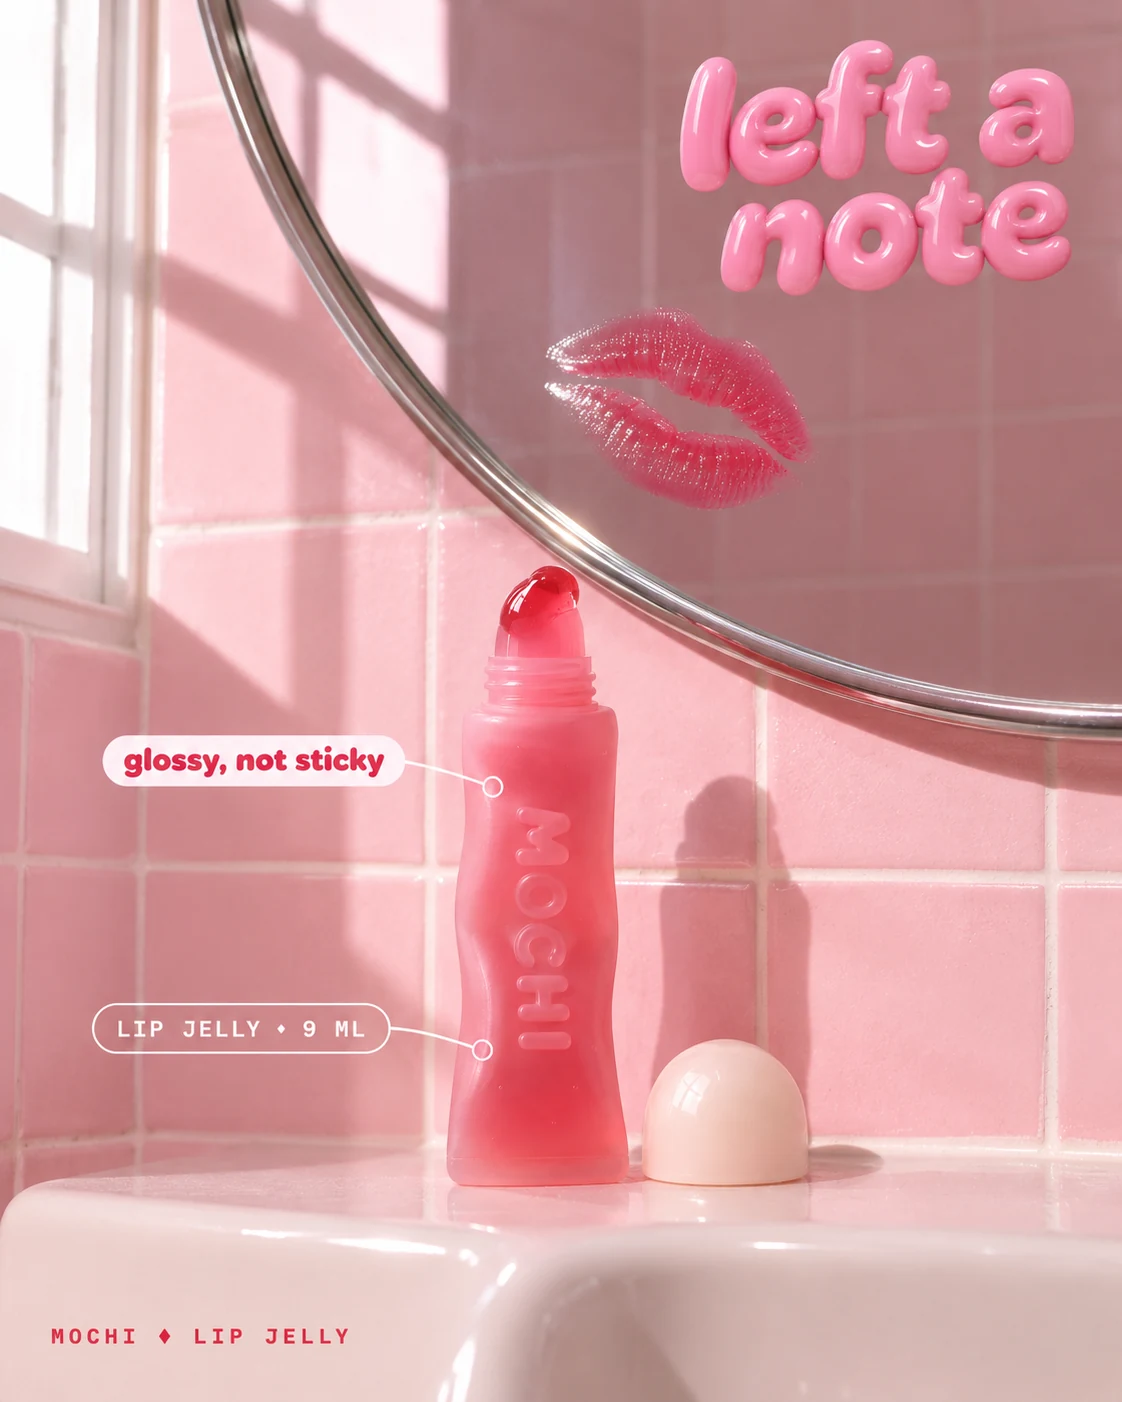 left a
note
glossy, not sticky
MOCHI
LIP JELLY ♦ 9 ML
MOCHI ♦ LIP JELLY